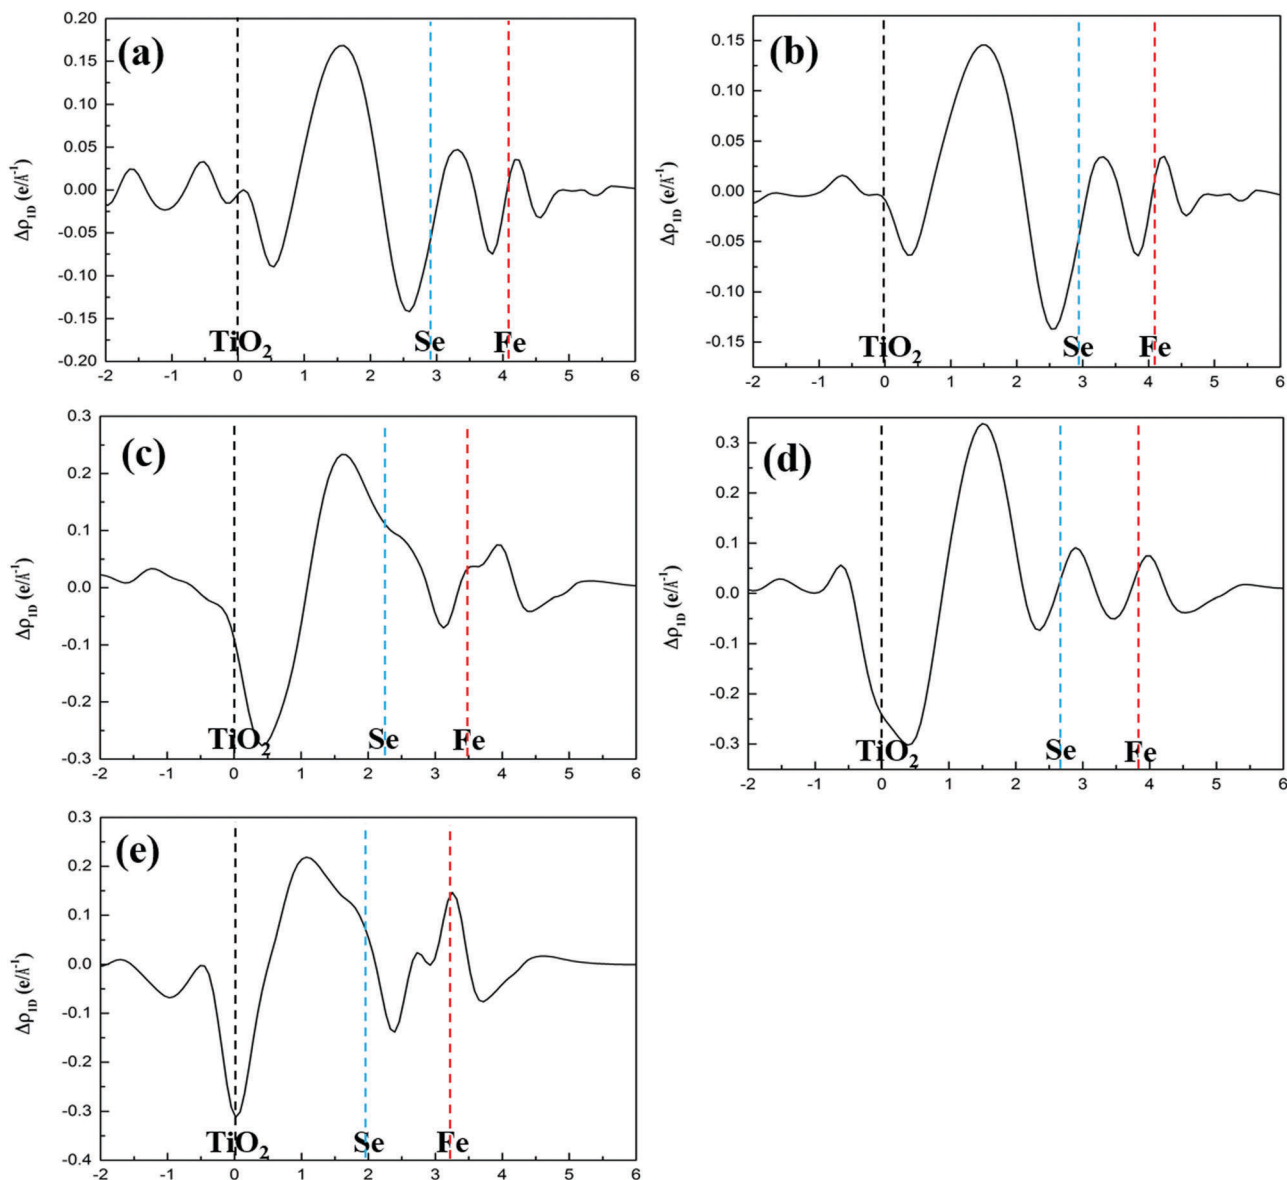 (a)
Δρ1D (e/Å⁻¹)
0.20
0.15
0.10
0.05
0.00
-0.05
-0.10
-0.15
-0.20
TiO₂ Se Fe
-2 -1 0 1 2 3 4 5 6
(b)
Δρ1D (e/Å⁻¹)
0.15
0.10
0.05
0.00
-0.05
-0.10
-0.15
TiO₂ Se Fe
-2 -1 0 1 2 3 4 5 6
(c)
Δρ1D (e/Å⁻¹)
0.3
0.2
0.1
0.0
-0.1
-0.2
-0.3
TiO₂ Se Fe
-2 -1 0 1 2 3 4 5 6
(d)
Δρ1D (e/Å⁻¹)
0.3
0.2
0.1
0.0
-0.1
-0.2
-0.3
TiO₂ Se Fe
-2 -1 0 1 2 3 4 5 6
(e)
Δρ1D (e/Å⁻¹)
0.3
0.2
0.1
0.0
-0.1
-0.2
-0.3
-0.4
TiO₂ Se Fe
-2 -1 0 1 2 3 4 5 6